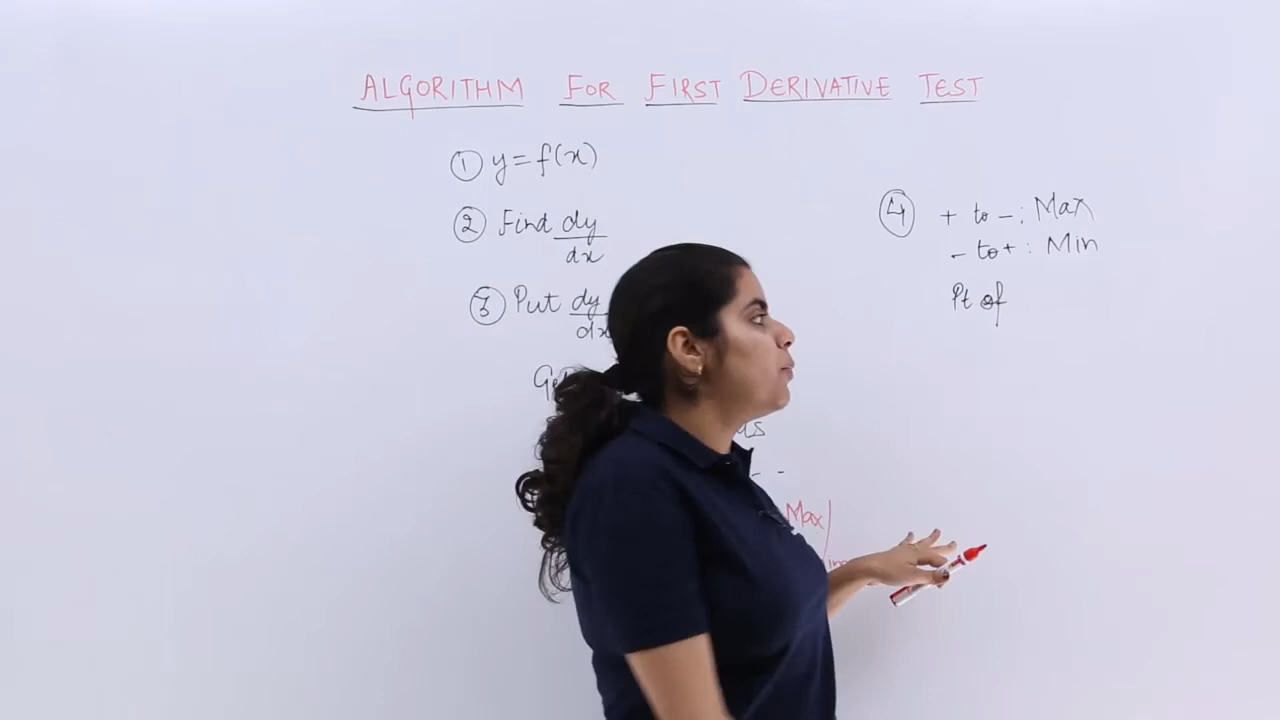 ALGORITHM FOR FIRST DERIVATIVE TEST
① y = f(x)
② Find dy/dx
③ Put dy/dx
Max/
④ + to - : Max
- to + : Min
Pt of